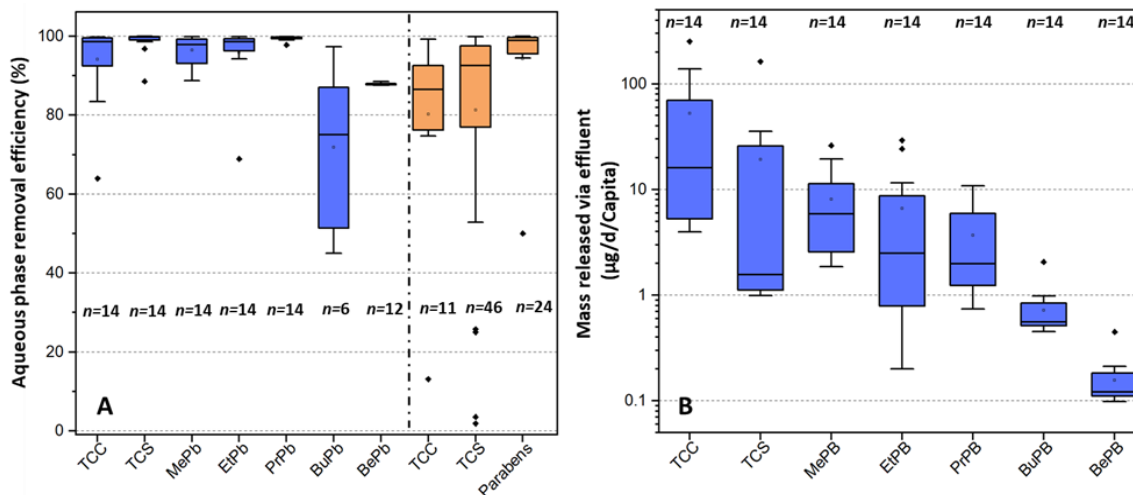 Aqueous phase removal efficiency (%)
100
80
60
40
20
0
n=14 n=14 n=14 n=14 n=14 n=6 n=12 n=11 n=46 n=24
A
TCC TCS MePb EtPb PrPb BuPb BePb TCC TCS Parabens
Mass released via effluent
(µg/d/Capita)
n=14 n=14 n=14 n=14 n=14 n=14 n=14
100
10
1
0.1
B
TCC TCS MePB EtPB PrPB BuPB BePB